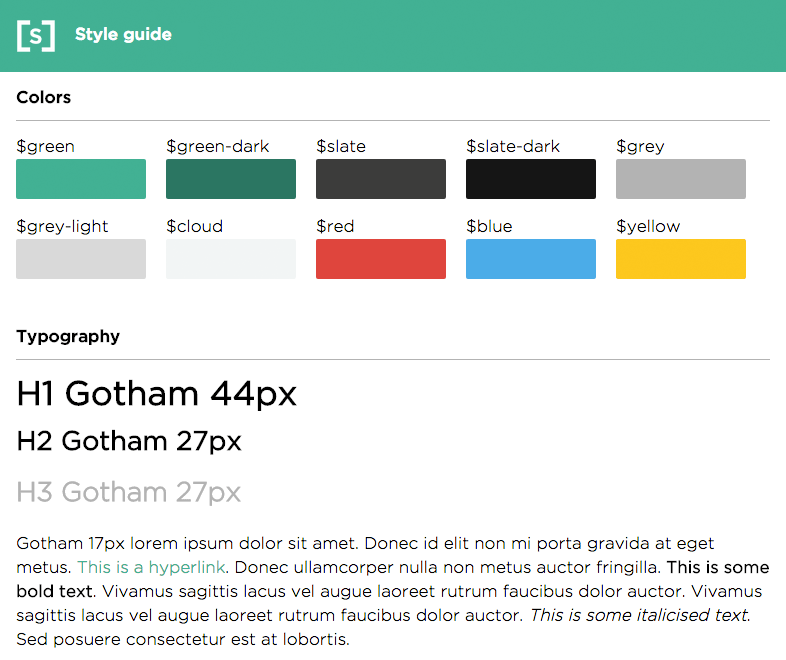 [S] Style guide
Colors
$green $green-dark $slate $slate-dark $grey
$grey-light $cloud $red $blue $yellow
Typography
H1 Gotham 44px
H2 Gotham 27px
H3 Gotham 27px
Gotham 17px lorem ipsum dolor sit amet. Donec id elit non mi porta gravida at eget
metus. This is a hyperlink. Donec ullamcorper nulla non metus auctor fringilla. This is some
bold text. Vivamus sagittis lacus vel augue laoreet rutrum faucibus dolor auctor. Vivamus
sagittis lacus vel augue laoreet rutrum faucibus dolor auctor. This is some italicised text.
Sed posuere consectetur est at lobortis.